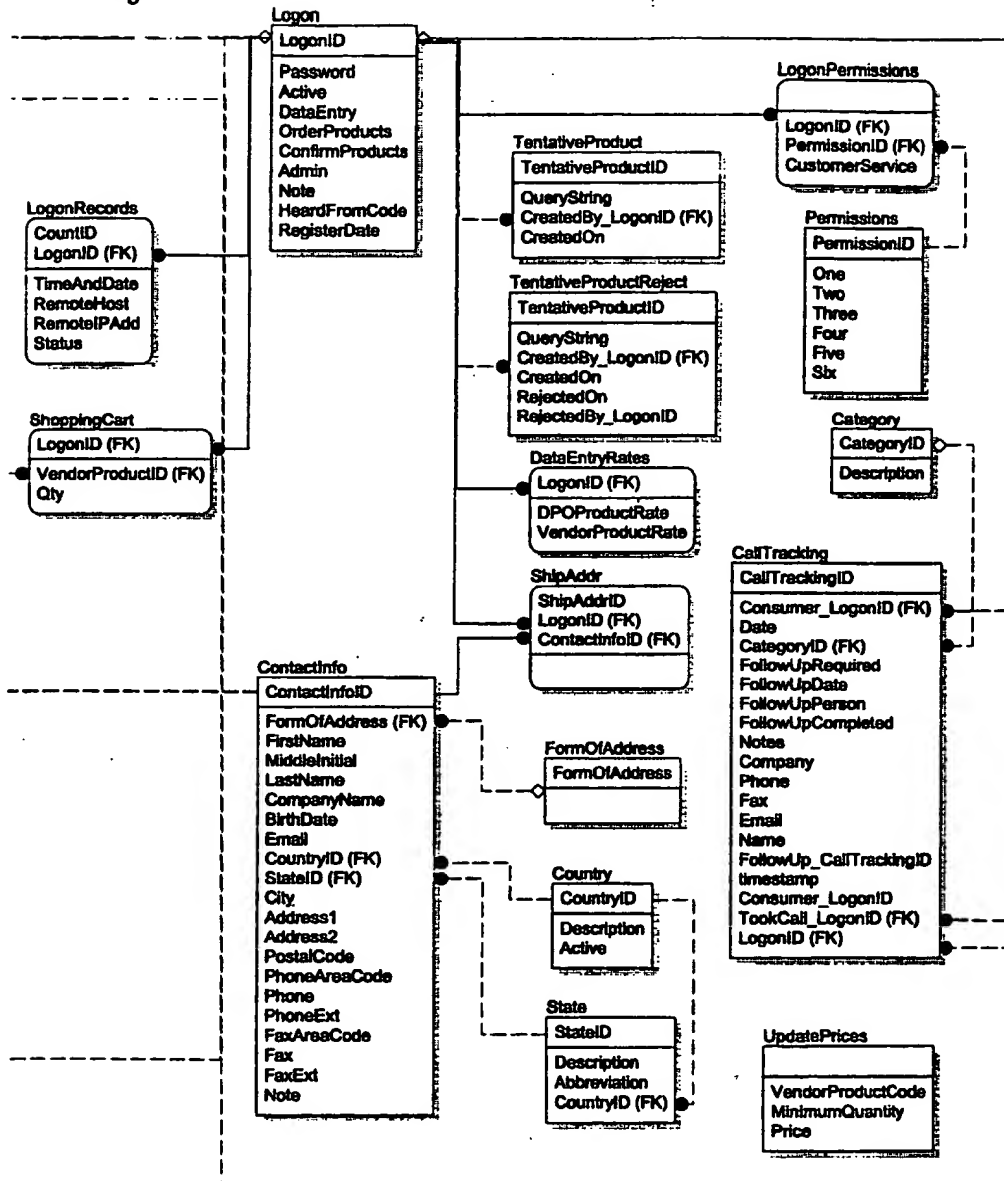 Logon
LogonID
Password
Active
DataEntry
OrderProducts
ConfirmProducts
Admin
Note
HeardFromCode
RegisterDate
LogonPermissions
LogonID (FK)
PermissionID (FK)
CustomerService
TentativeProduct
TentativeProductID
QueryString
CreatedBy_LogonID (FK)
CreatedOn
LogonRecords
CountID
LogonID (FK)
TimeAndDate
RemoteHost
RemoteIPAdd
Status
Permissions
PermissionID
One
Two
Three
Four
Five
Six
TentativeProductReject
TentativeProductID
QueryString
CreatedBy_LogonID (FK)
CreatedOn
RejectedOn
RejectedBy_LogonID
ShoppingCart
LogonID (FK)
VendorProductID (FK)
Qty
Category
CategoryID
Description
DataEntryRates
LogonID (FK)
DPOProductRate
VendorProductRate
CallTracking
CallTrackingID
Consumer_LogonID (FK)
Date
CategoryID (FK)
FollowUpRequired
FollowUpDate
FollowUpPerson
FollowUpCompleted
Notes
Company
Phone
Fax
Email
Name
FollowUp_CallTrackingID
timestamp
Consumer_LogonID
TookCall_LogonID (FK)
LogonID (FK)
ShipAddr
ShipAddrID
LogonID (FK)
ContactInfoID (FK)
ContactInfo
ContactInfoID
FormOfAddress (FK)
FirstName
MiddleInitial
LastName
CompanyName
BirthDate
Email
CountryID (FK)
StateID (FK)
City
Address1
Address2
PostalCode
PhoneAreaCode
Phone
PhoneExt
FaxAreaCode
Fax
FaxExt
Note
FormOfAddress
FormOfAddress
Country
CountryID
Description
Active
State
StateID
Description
Abbreviation
CountryID (FK)
UpdatePrices
VendorProductCode
MinimumQuantity
Price